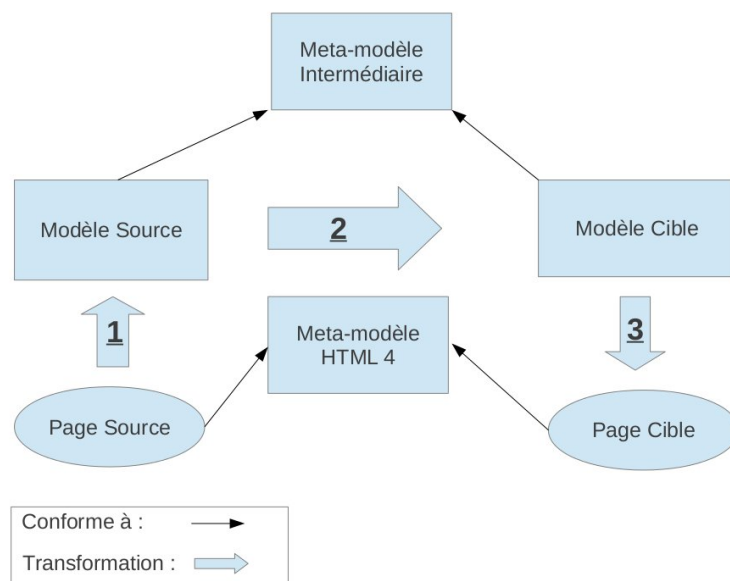 Meta-modèle
Intermédiaire
Modèle Source
2
Modèle Cible
1
Meta-modèle
HTML 4
3
Page Source
Page Cible
Conforme à :
Transformation :